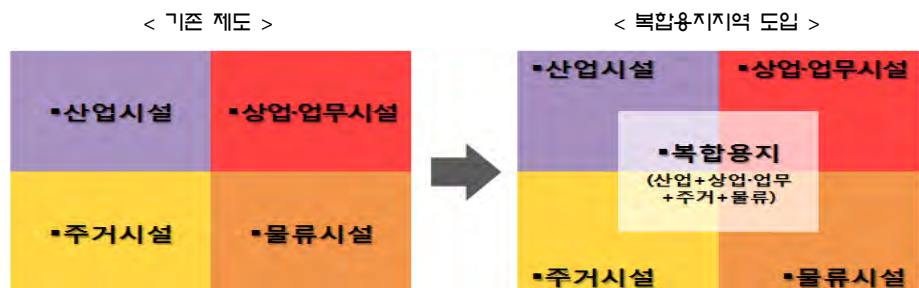 < 기존 제도 >
< 복합용지지역 도입 >
▪산업시설
▪상업·업무시설
▪주거시설
▪물류시설
▪산업시설
▪상업·업무시설
▪복합용지
(산업+상업·업무
+주거+물류)
▪주거시설
▪물류시설